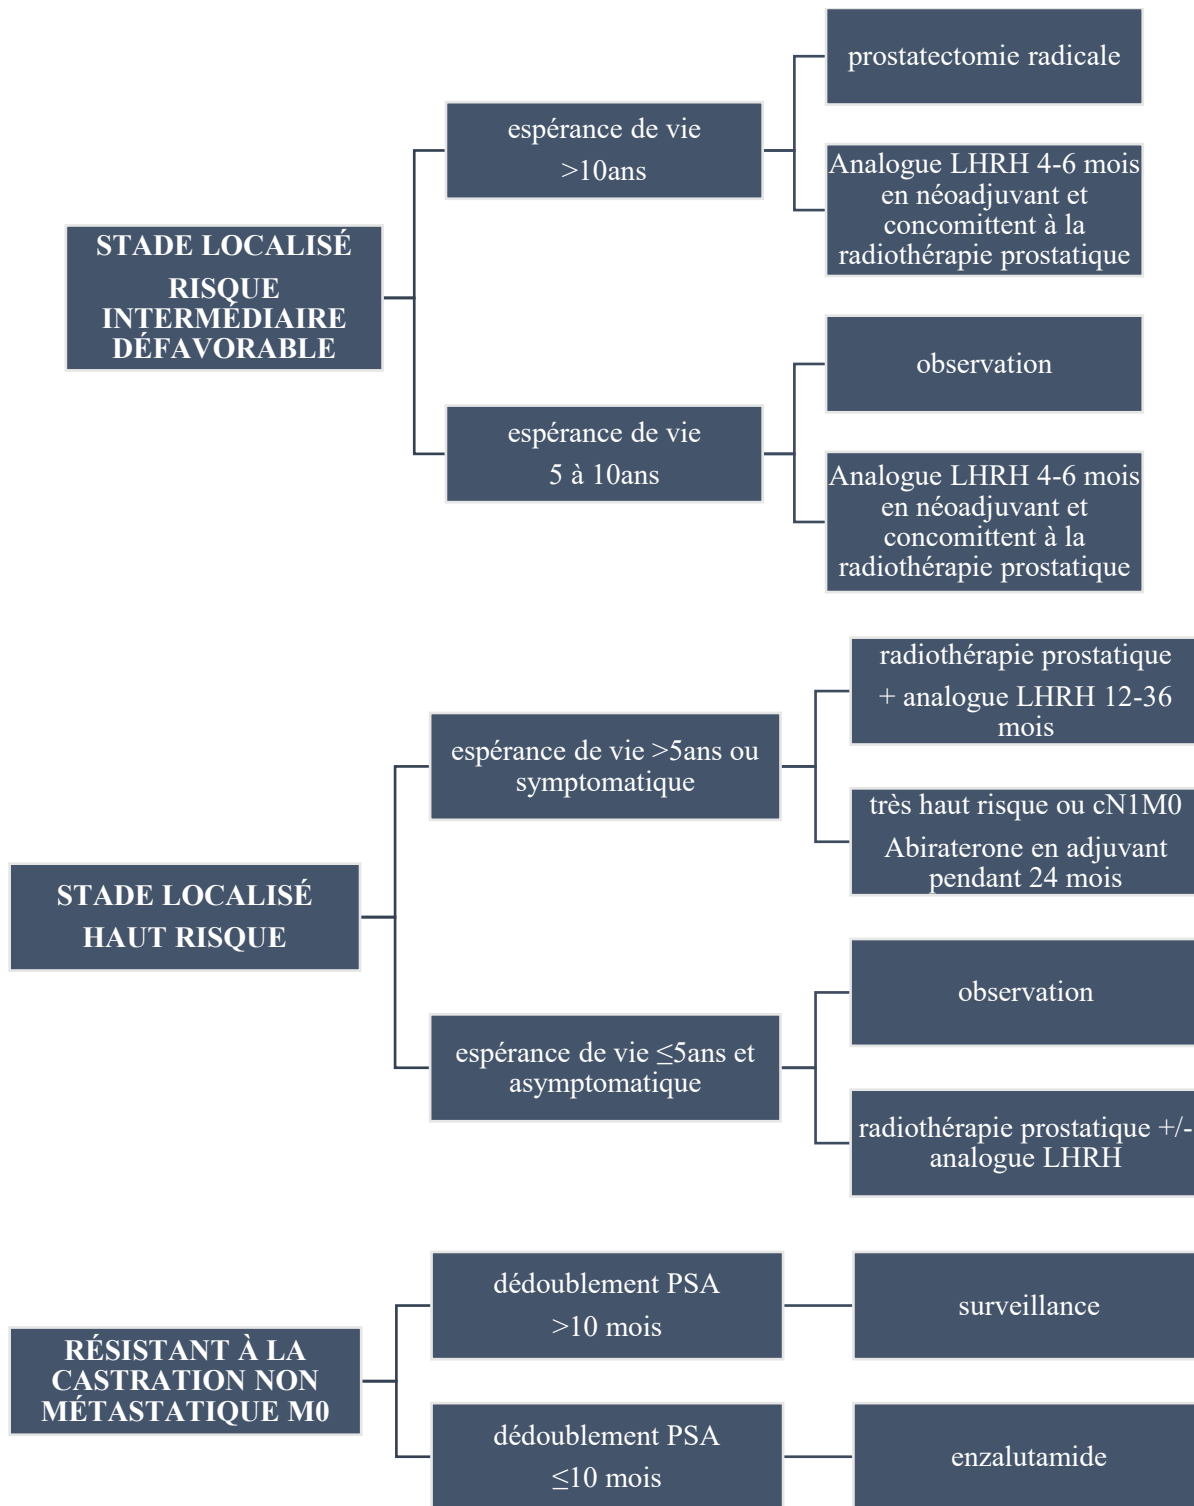 STADE LOCALISÉ
RISQUE
INTERMÉDIAIRE
DÉFAVORABLE
espérance de vie
>10ans
prostatectomie radicale
Analogue LHRH 4-6 mois
en néoadjuvant et
concomittent à la
radiothérapie prostatique
espérance de vie
5 à 10ans
observation
Analogue LHRH 4-6 mois
en néoadjuvant et
concomittent à la
radiothérapie prostatique
STADE LOCALISÉ
HAUT RISQUE
espérance de vie >5ans ou
symptomatique
radiothérapie prostatique
+ analogue LHRH 12-36
mois
très haut risque ou cN1M0
Abiraterone en adjuvant
pendant 24 mois
espérance de vie ≤5ans et
asymptomatique
observation
radiothérapie prostatique +/-
analogue LHRH
RÉSISTANT À LA
CASTRATION NON
MÉTASTATIQUE M0
dédoublement PSA
>10 mois
surveillance
dédoublement PSA
≤10 mois
enzalutamide